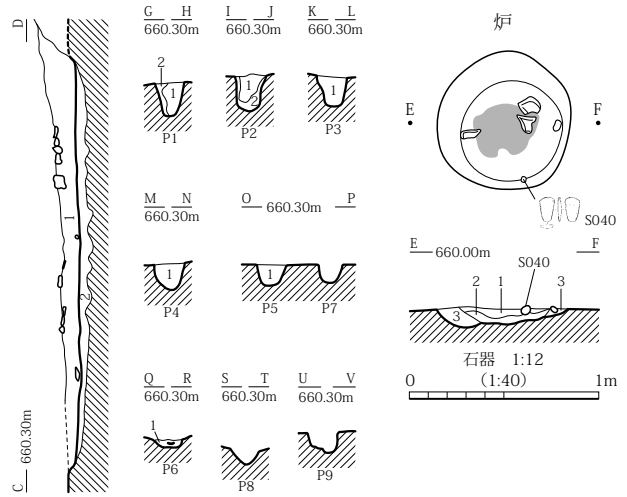 D
660.30m
C
1
2
G H
660.30m
2
1
P1
I J
660.30m
1
2
P2
K L
660.30m
1
P3
M N
660.30m
1
P4
O 660.30m P
1
P5
P7
Q R
660.30m
1
P6
S T
660.30m
P8
U V
660.30m
P9
炉
E
F
S040
E 660.00m F
S040
2 1 3
3
石器 1:12
0 (1:40) 1m